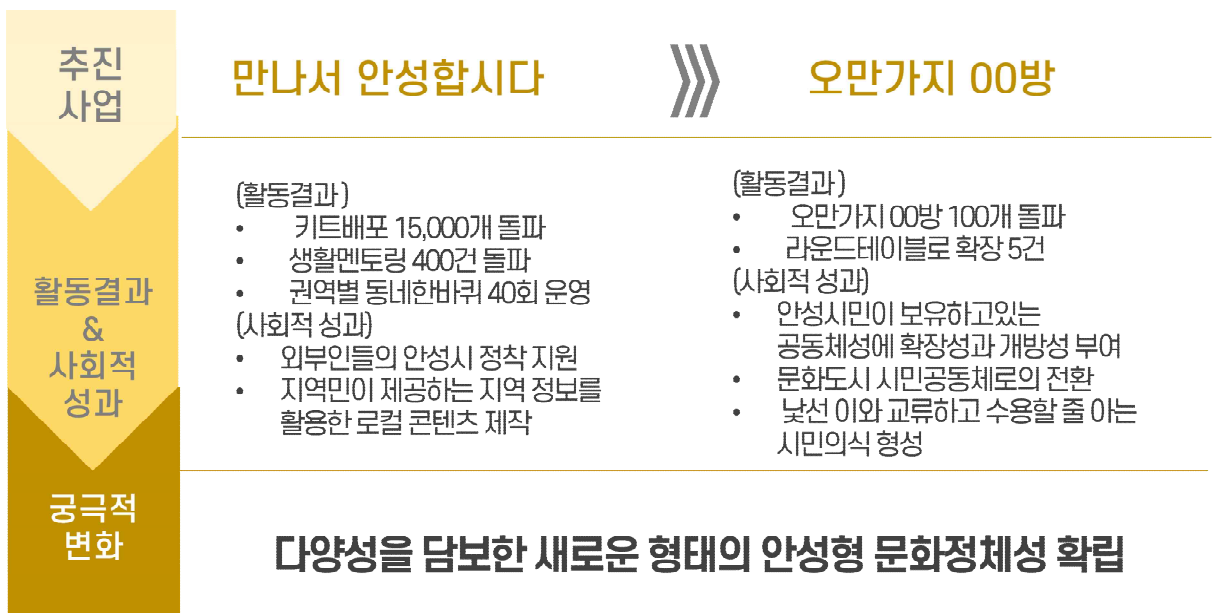 추진
사업
만나서 안성합시다
오만가지 00방
활동결과
&
사회적
성과
(활동결과 )
• 키트배포 15,000개 돌파
• 생활멘토링 400건 돌파
• 권역별 동네한바퀴 40회 운영
(사회적 성과)
• 외부인들의 안성시 정착 지원
• 지역민이 제공하는 지역 정보를
활용한 로컬 콘텐츠 제작
(활동결과 )
• 오만가지 00방 100개 돌파
• 라운드테이블로 확장 5건
(사회적 성과)
• 안성시민이 보유하고있는
공동체성에 확장성과 개방성 부여
• 문화도시 시민공동체로의 전환
• 낯선 이와 교류하고 수용할 줄 아는
시민의식 형성
궁극적
변화
다양성을 담보한 새로운 형태의 안성형 문화정체성 확립